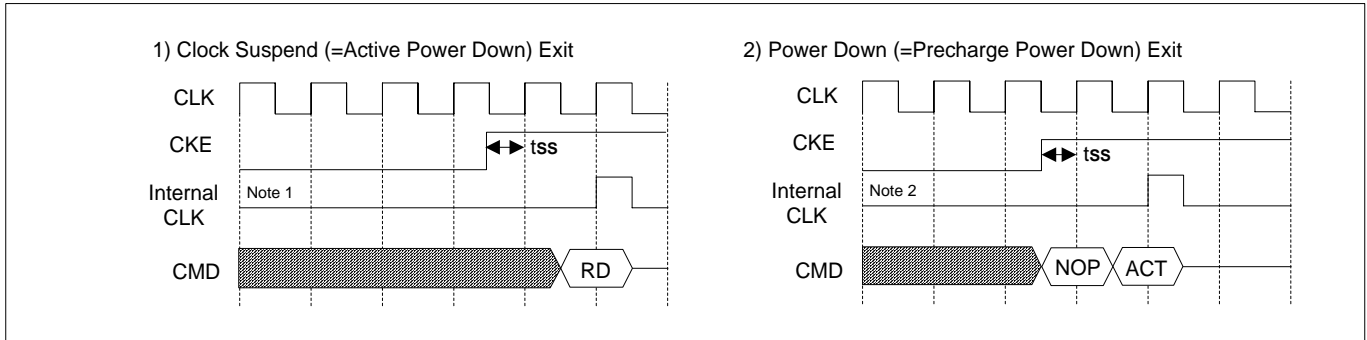 1) Clock Suspend (=Active Power Down) Exit
CLK
CKE
tss
Internal
CLK
Note 1
CMD
RD
2) Power Down (=Precharge Power Down) Exit
CLK
CKE
tss
Internal
CLK
Note 2
CMD
NOP
ACT